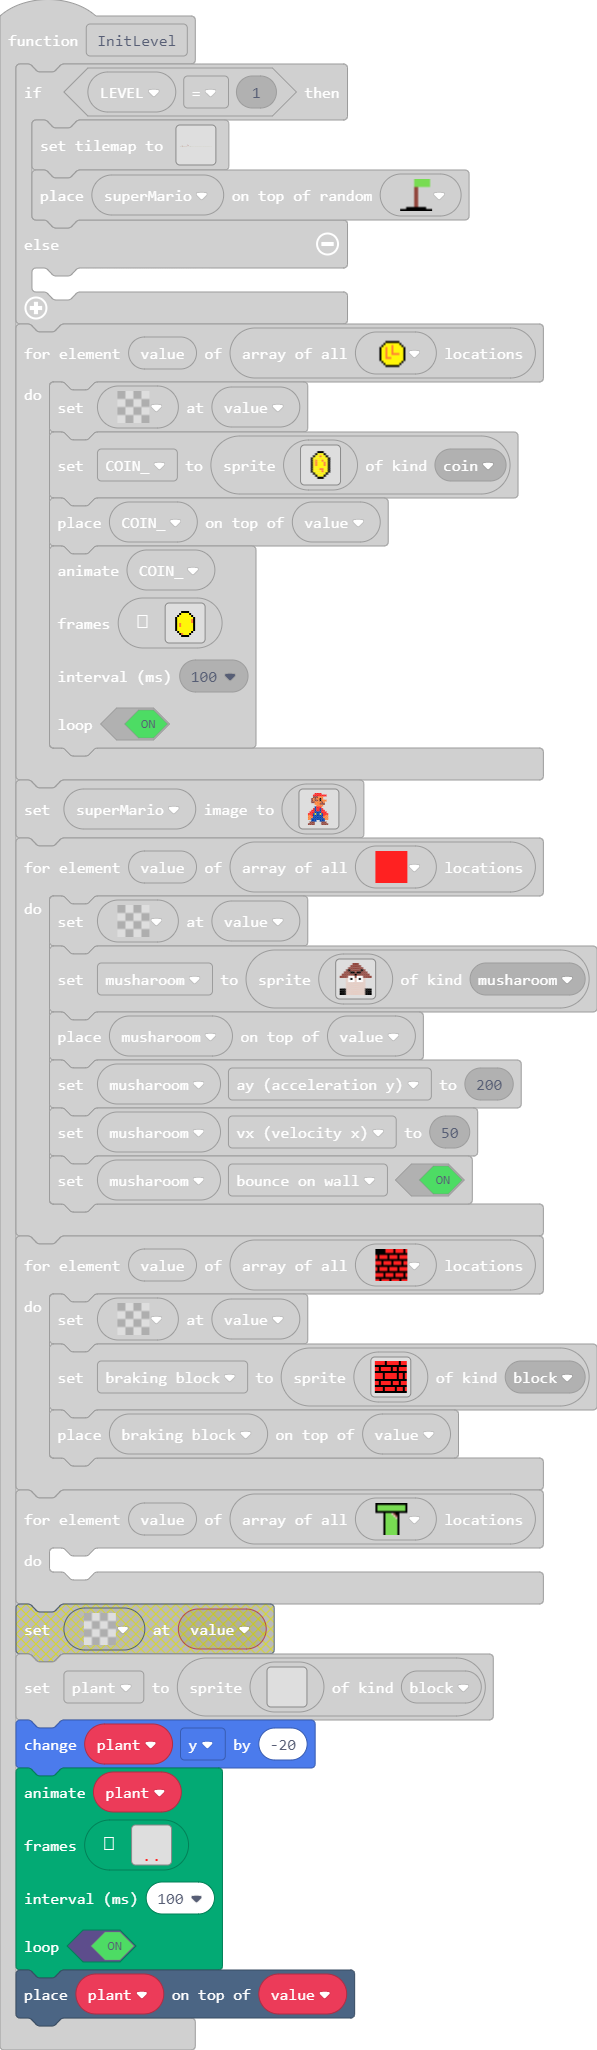 function InitLevel
if LEVEL = 1 then
set tilemap to
place superMario on top of random
else
for element value of array of all locations
do
set at value
set COIN_ to sprite of kind coin
place COIN_ on top of value
animate COIN_
frames
interval (ms) 100
loop ON
set superMario image to
for element value of array of all locations
do
set at value
set musharoom to sprite of kind musharoom
place musharoom on top of value
set musharoom ay (acceleration y) to 200
set musharoom vx (velocity x) to 50
set musharoom bounce on wall ON
for element value of array of all locations
do
set at value
set braking block to sprite of kind block
place braking block on top of value
for element value of array of all locations
do
set at value
set plant to sprite of kind block
change plant y by -20
animate plant
frames
interval (ms) 100
loop ON
place plant on top of value